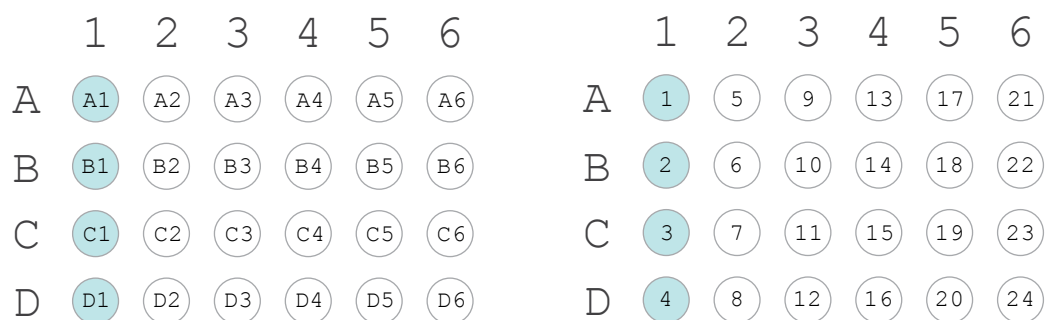 1 2 3 4 5 6
A A1 A2 A3 A4 A5 A6
B B1 B2 B3 B4 B5 B6
C C1 C2 C3 C4 C5 C6
D D1 D2 D3 D4 D5 D6
1 2 3 4 5 6
A 1 5 9 13 17 21
B 2 6 10 14 18 22
C 3 7 11 15 19 23
D 4 8 12 16 20 24